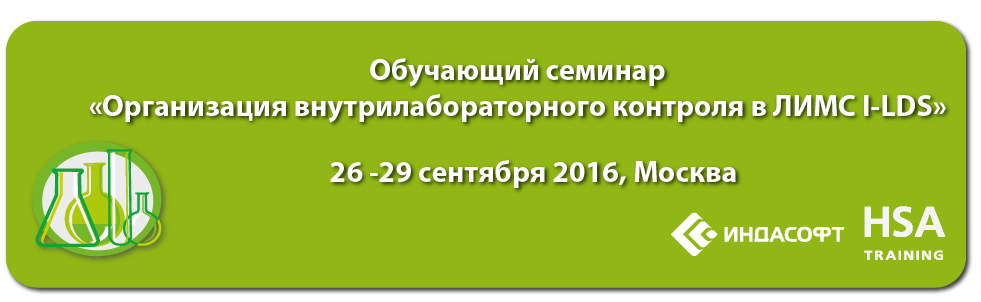 Обучающий семинар
«Организация внутрилабораторного контроля в ЛИМС I-LDS»
26 -29 сентября 2016, Москва
ИНДАСОФТ
HSA
TRAINING